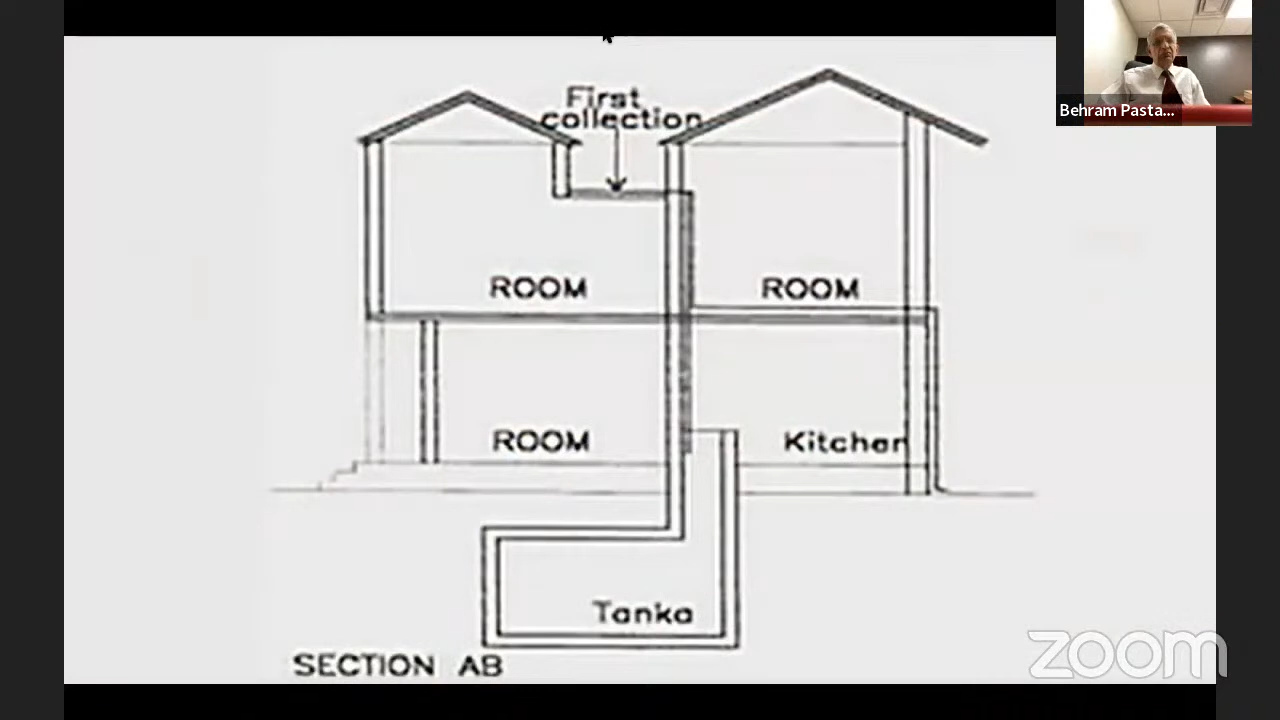 Behram Pasta...
First
collection
ROOM
ROOM
ROOM
Kitchen
Tanka
SECTION AB
zoom